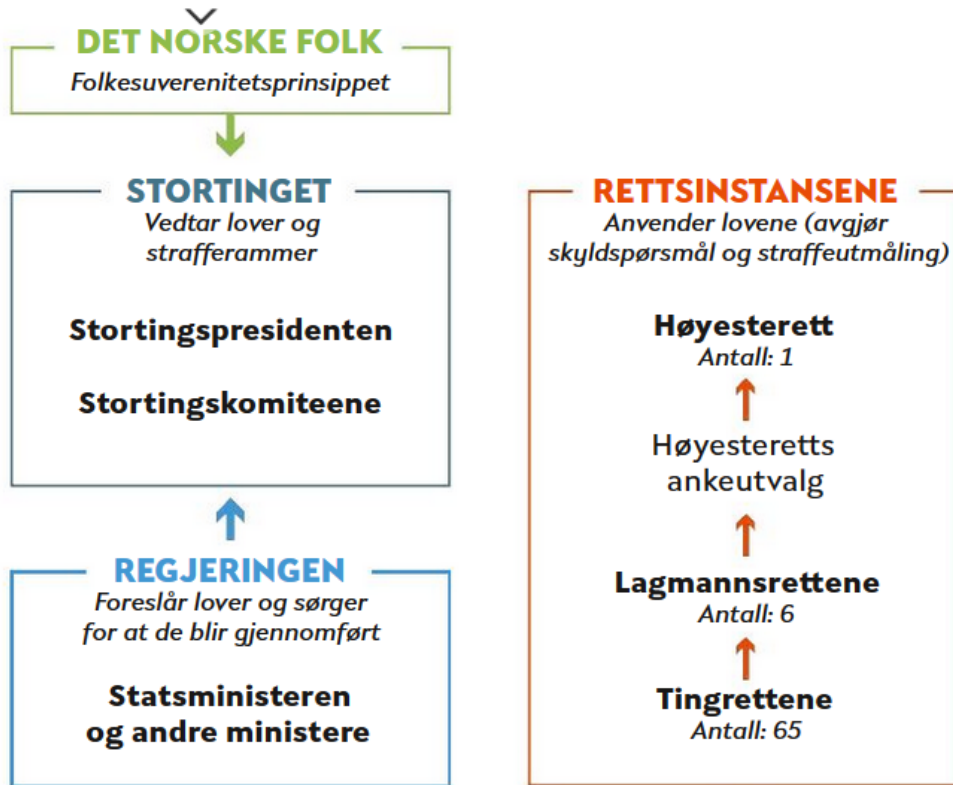 DET NORSKE FOLK
Folkesuverenitetsprinsippet
STORTINGET
Vedtar lover og
strafferammer
Stortingspresidenten
Stortingskomiteene
REGJERINGEN
Foreslår lover og sørger
for at de blir gjennomført
Statsministeren
og andre ministere
RETTSINSTANSENE
Anvender lovene (avgjør
skyldspørsmål og straffeutmåling)
Høyesterett
Antall: 1
Høyesteretts
ankeutvalg
Lagmannsrettene
Antall: 6
Tingrettene
Antall: 65